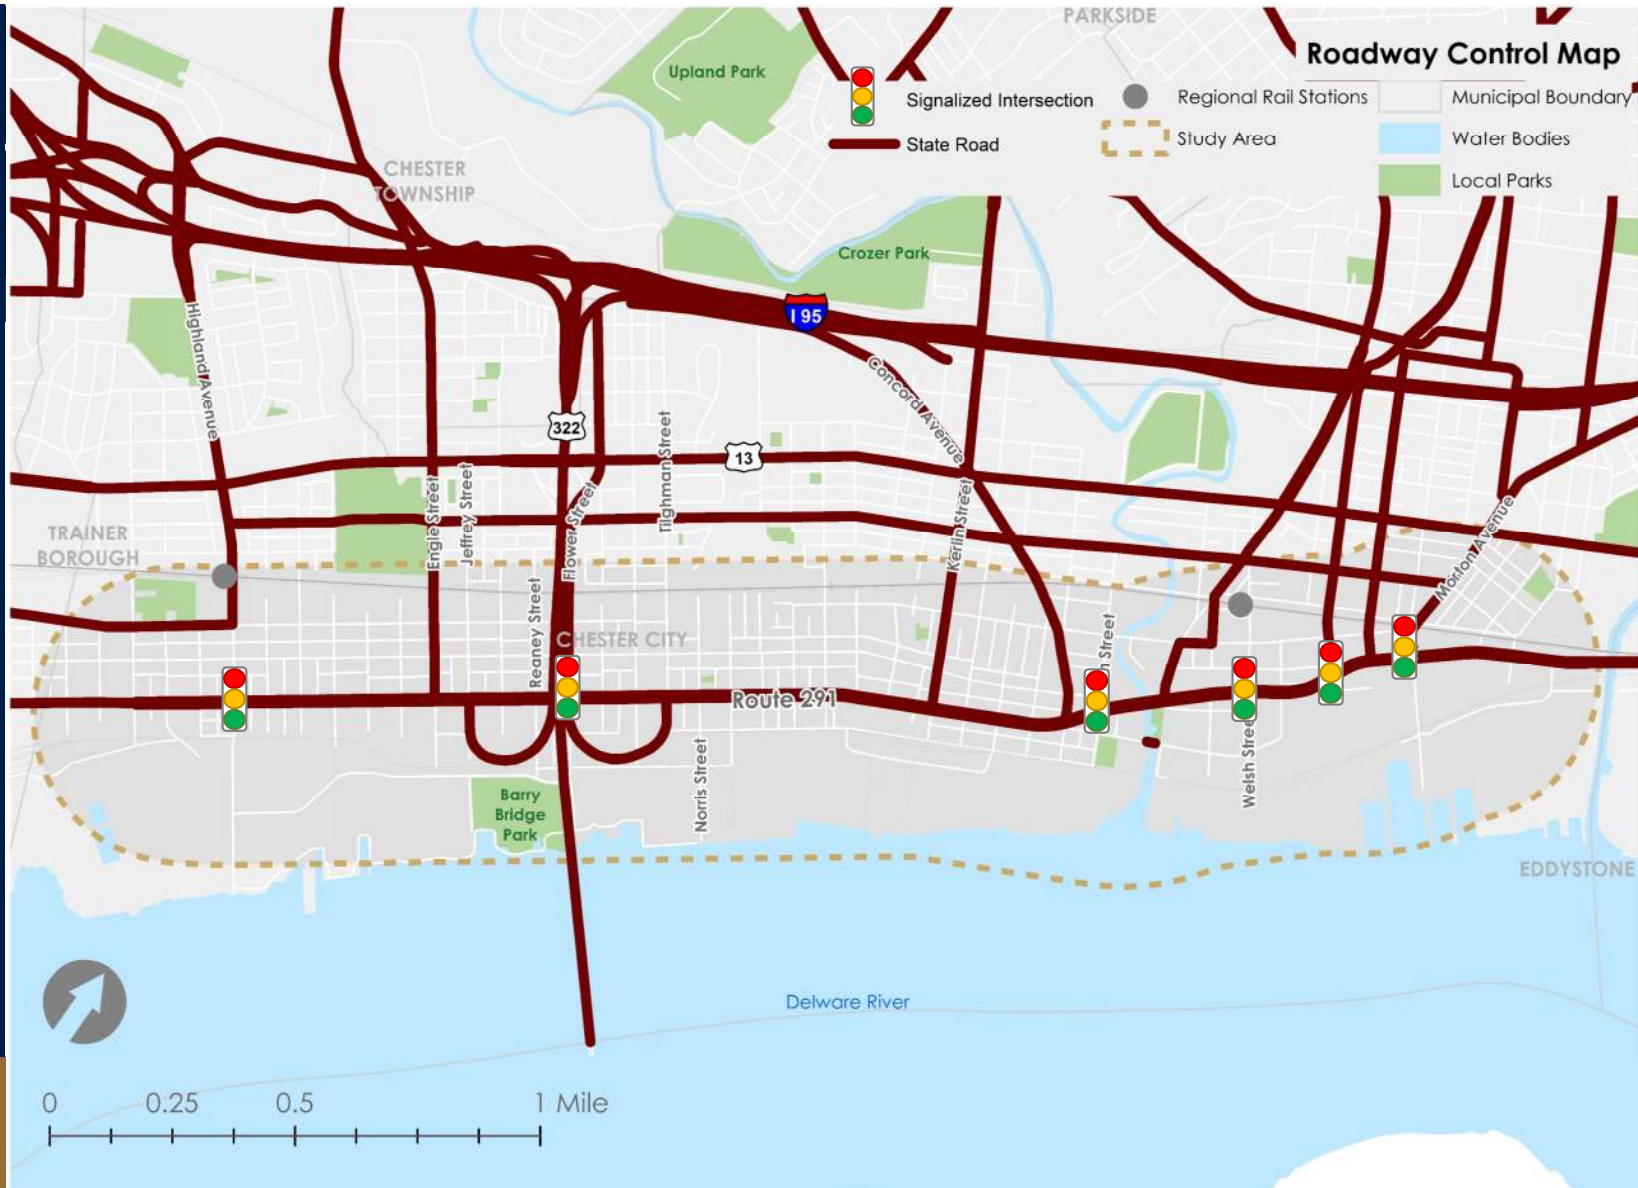 PARKSIDE
Roadway Control Map
Signalized Intersection
Regional Rail Stations
Municipal Boundary
State Road
Study Area
Water Bodies
Local Parks
Upland Park
CHESTER
TOWNSHIP
Crozer Park
I 95
Highland Avenue
Concord Avenue
322
13
Tilghman Street
Engle Street
Jeffrey Street
Flower Street
Kerlin Street
Morton Avenue
TRAINER
BOROUGH
Reaney Street
CHESTER CITY
Street
Route 291
Norris Street
Welsh Street
Barry
Bridge
Park
EDDYSTONE
Delware River
0 0.25 0.5 1 Mile